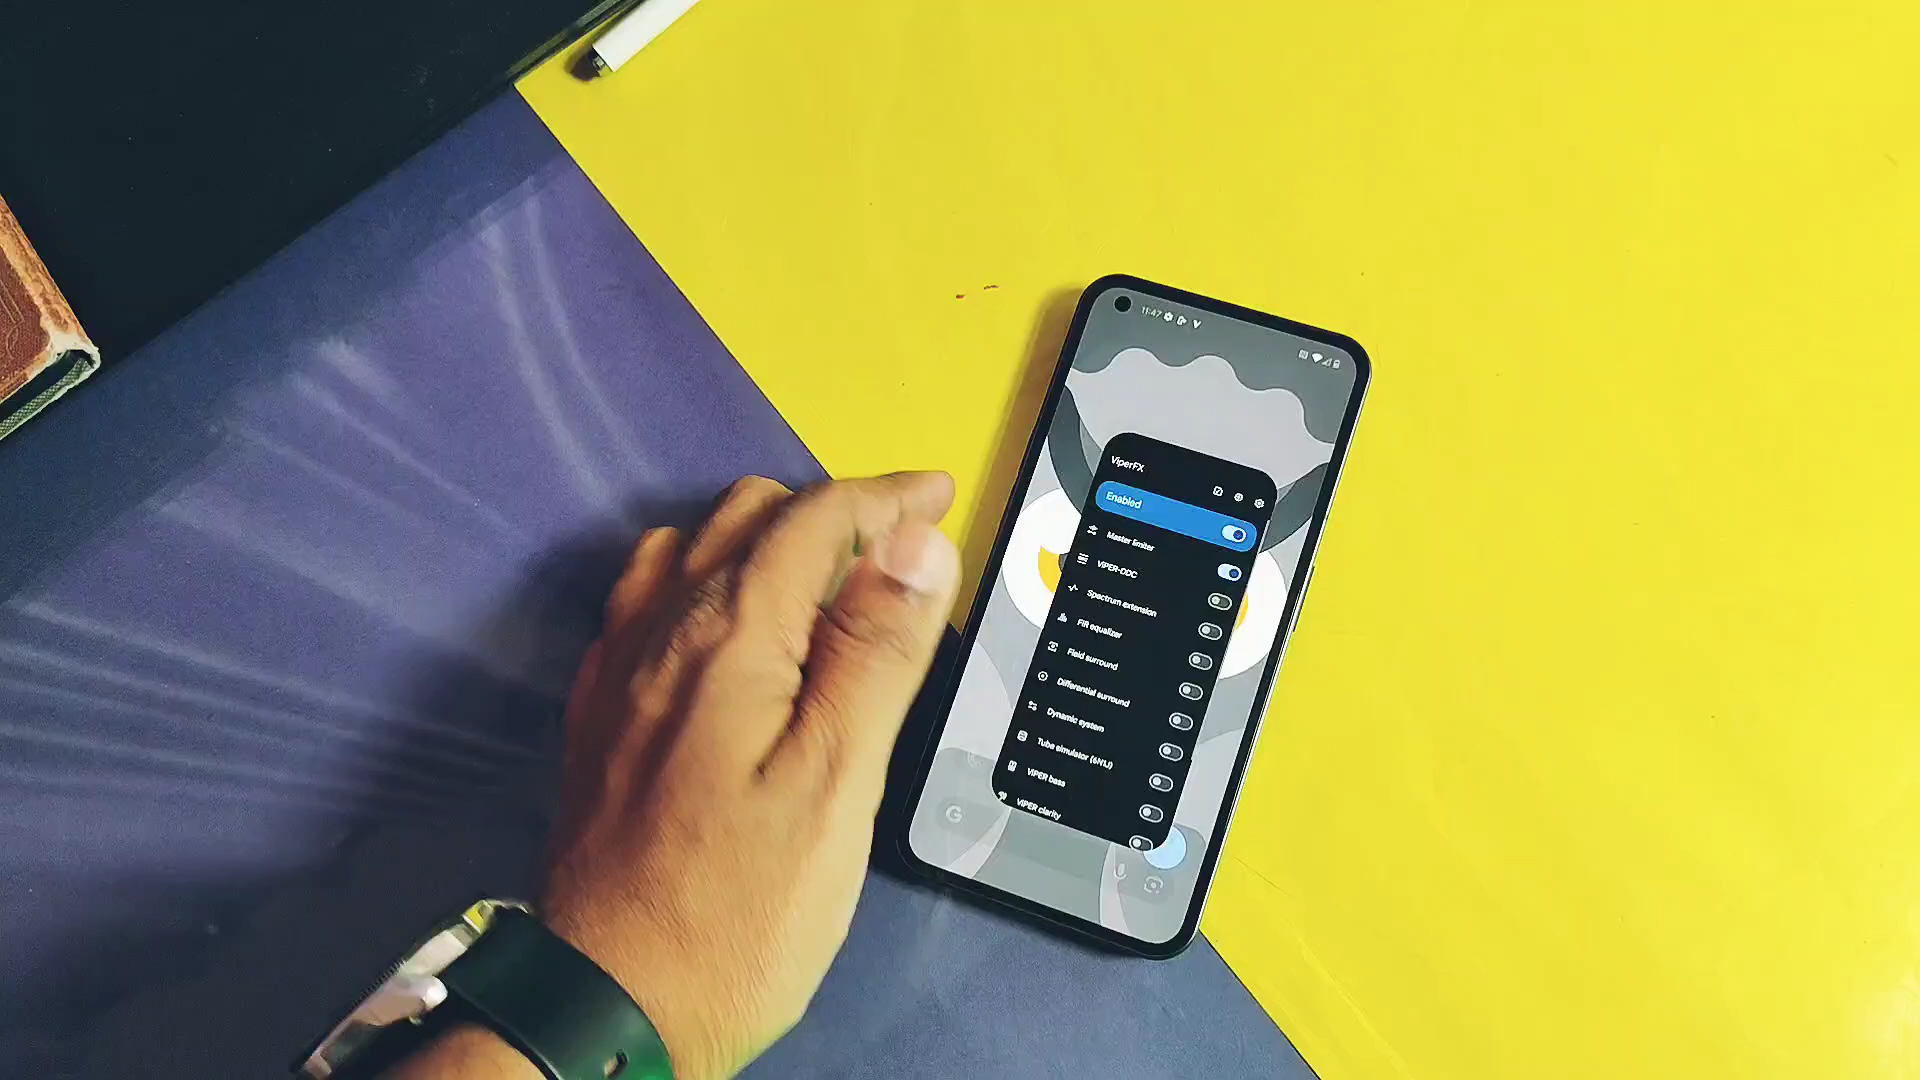 11:47
ViperFX
Enabled
Master limiter
ViPER-DDC
Spectrum extension
FIR equalizer
Field surround
Differential surround
Dynamic system
Tube simulator (6N1J)
ViPER bass
ViPER clarity
G